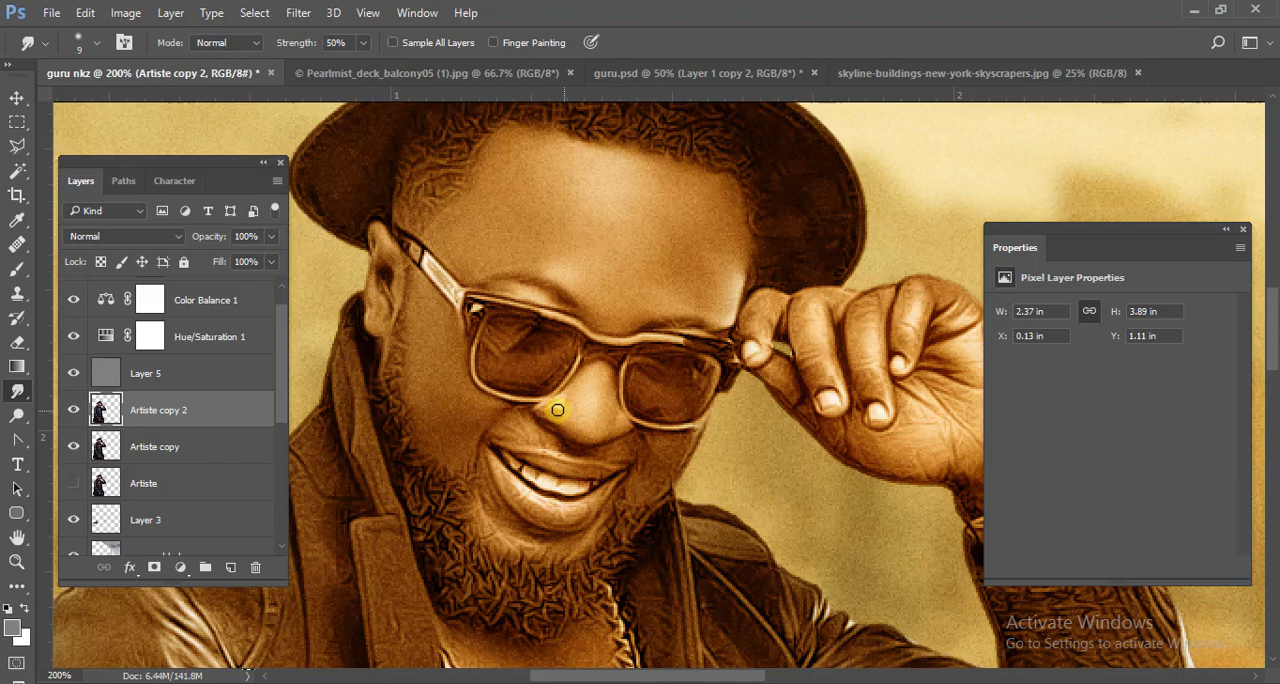 Ps File Edit Image Layer Type Select Filter 3D View Window Help
9 Mode: Normal Strength: 50% Sample All Layers Finger Painting
guru nkz @ 200% (Artiste copy 2, RGB/8#) * × © Pearlmist_deck_balcony05 (1).jpg @ 66.7% (RGB/8*) × guru.psd @ 50% (Layer 1 copy 2, RGB/8*) * × skyline-buildings-new-york-skyscrapers.jpg @ 25% (RGB/8) ×
1 2
Layers Paths Character
Kind
Normal Opacity: 100%
Lock: Fill: 100%
Color Balance 1
Hue/Saturation 1
Layer 5
Artiste copy 2
Artiste copy
Artiste
Layer 3
fx
2
Properties
Pixel Layer Properties
W: 2.37 in H: 3.89 in
X: 0.13 in Y: 1.11 in
Activate Windows
Go to Settings to activate Windows.
200% Doc: 6.44M/141.8M